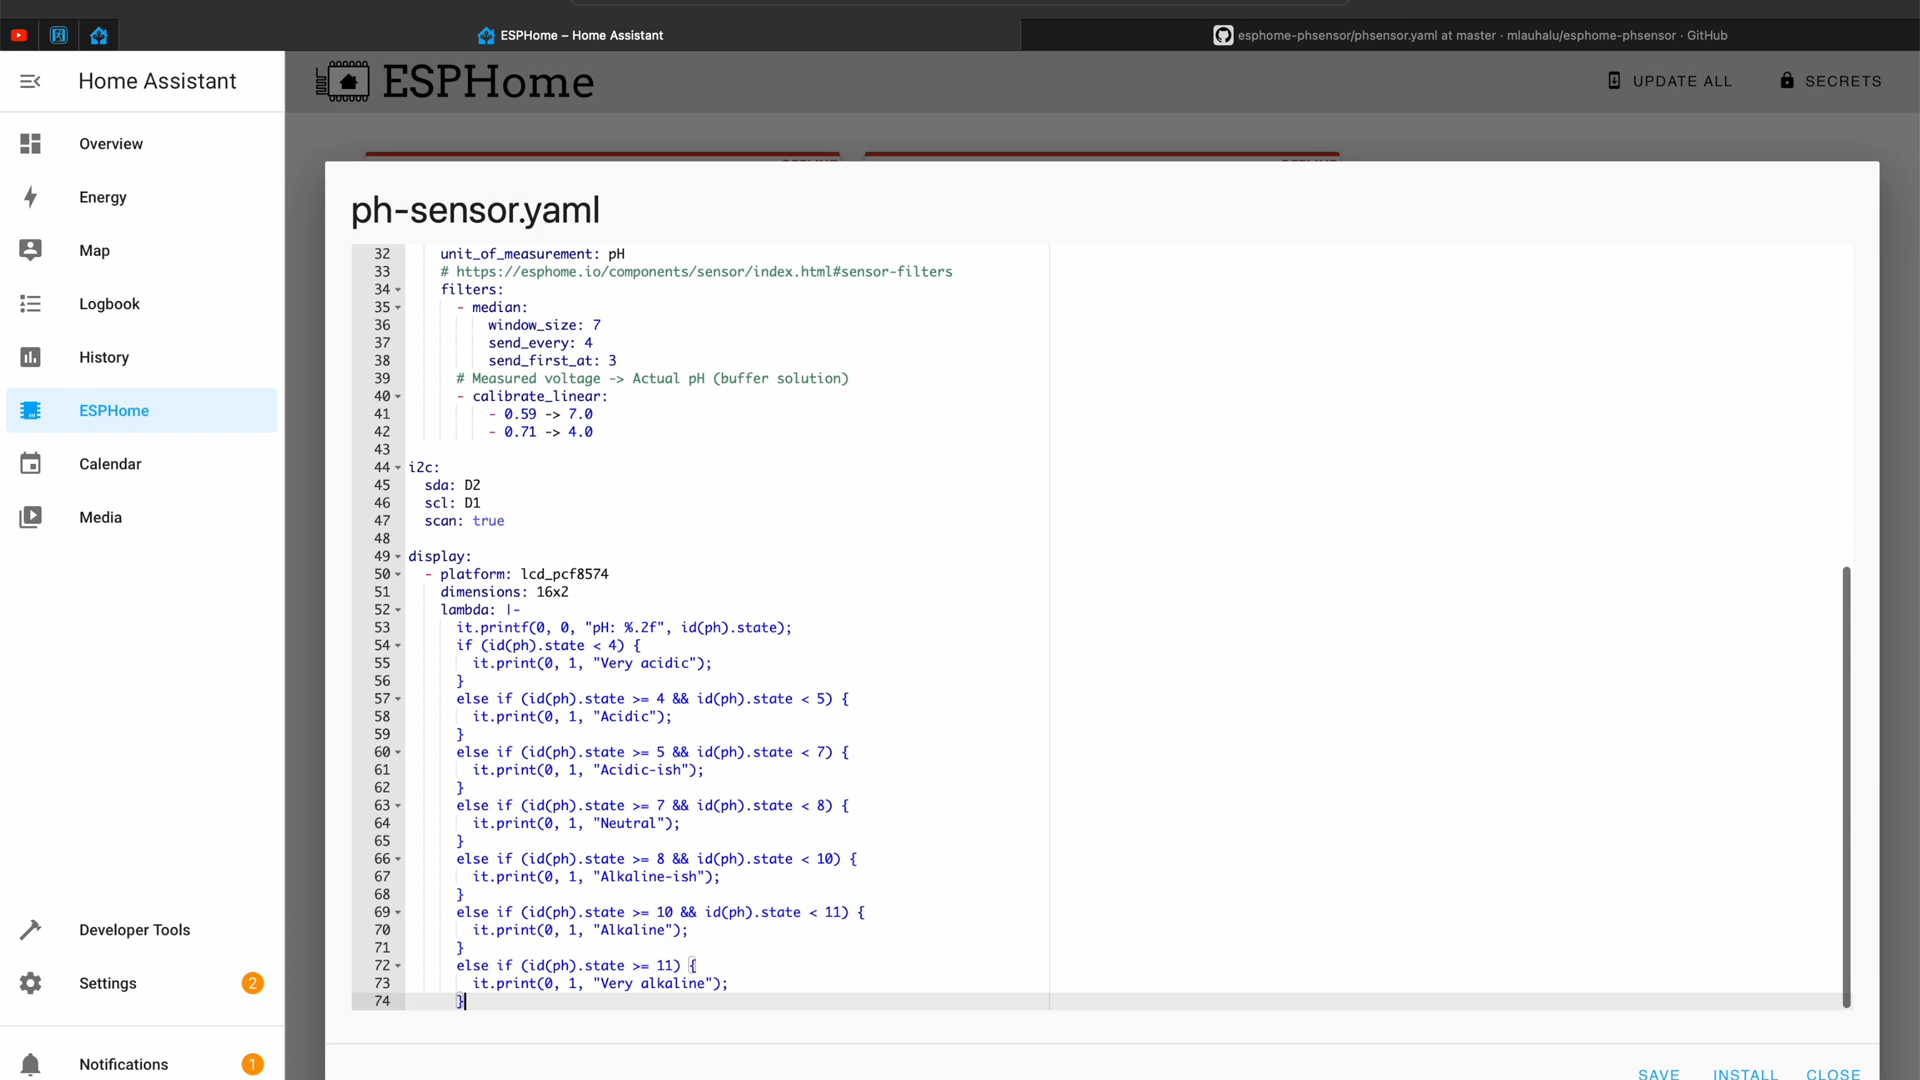 ESPHome – Home Assistant
esphome-phsensor/phsensor.yaml at master · mlauhalu/esphome-phsensor · GitHub
Home Assistant
ESPHome
UPDATE ALL
SECRETS
Overview
Energy
Map
Logbook
History
ESPHome
Calendar
Media
Developer Tools
Settings 2
Notifications 1
ph-sensor.yaml
32 unit_of_measurement: pH
33 # https://esphome.io/components/sensor/index.html#sensor-filters
34 filters:
35 - median:
36 window_size: 7
37 send_every: 4
38 send_first_at: 3
39 # Measured voltage -> Actual pH (buffer solution)
40 - calibrate_linear:
41 - 0.59 -> 7.0
42 - 0.71 -> 4.0
43
44 i2c:
45 sda: D2
46 scl: D1
47 scan: true
48
49 display:
50 - platform: lcd_pcf8574
51 dimensions: 16x2
52 lambda: |-
53 it.printf(0, 0, "pH: %.2f", id(ph).state);
54 if (id(ph).state < 4) {
55 it.print(0, 1, "Very acidic");
56 }
57 else if (id(ph).state >= 4 && id(ph).state < 5) {
58 it.print(0, 1, "Acidic");
59 }
60 else if (id(ph).state >= 5 && id(ph).state < 7) {
61 it.print(0, 1, "Acidic-ish");
62 }
63 else if (id(ph).state >= 7 && id(ph).state < 8) {
64 it.print(0, 1, "Neutral");
65 }
66 else if (id(ph).state >= 8 && id(ph).state < 10) {
67 it.print(0, 1, "Alkaline-ish");
68 }
69 else if (id(ph).state >= 10 && id(ph).state < 11) {
70 it.print(0, 1, "Alkaline");
71 }
72 else if (id(ph).state >= 11) {
73 it.print(0, 1, "Very alkaline");
74 }
SAVE INSTALL CLOSE